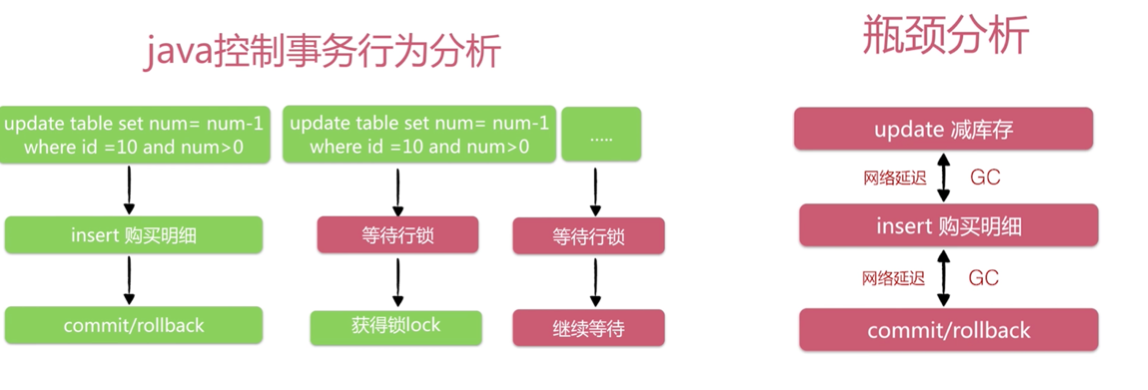 java控制事务行为分析
瓶颈分析
update table set num= num-1
where id =10 and num>0
update table set num= num-1
where id =10 and num>0
.....
insert 购买明细
等待行锁
等待行锁
commit/rollback
获得锁lock
继续等待
update 减库存
网络延迟
GC
insert 购买明细
网络延迟
GC
commit/rollback